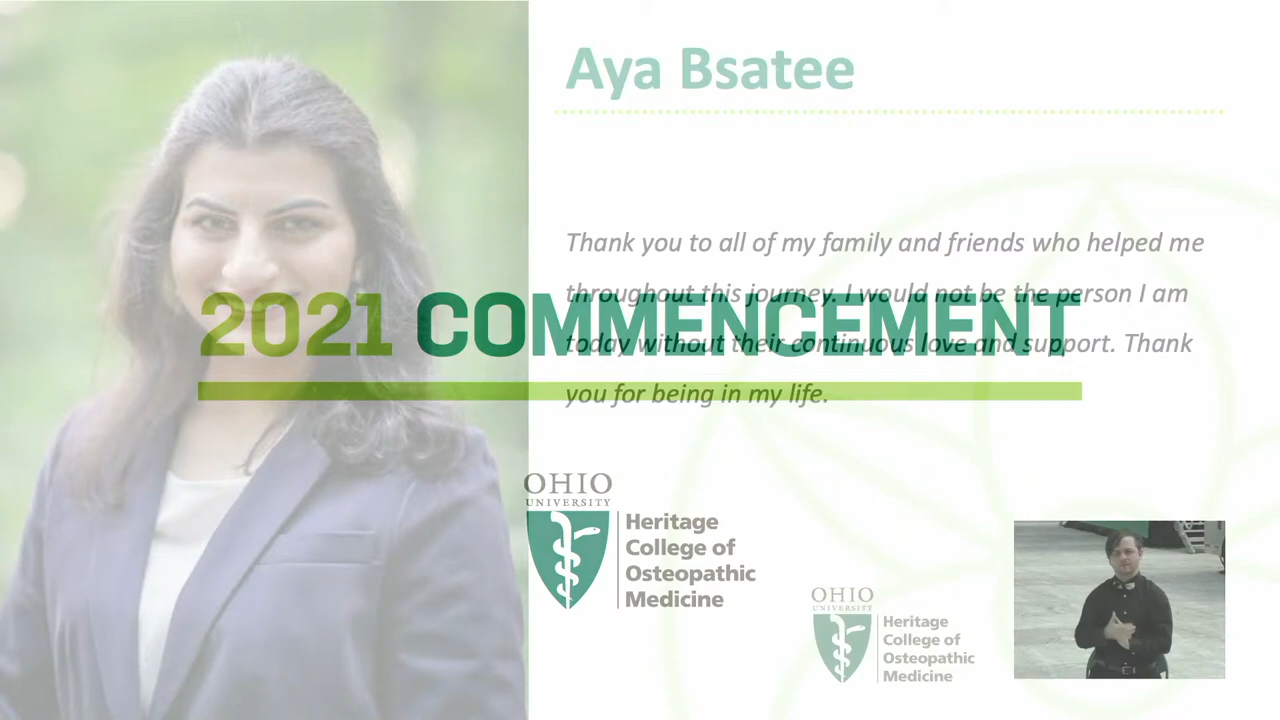 Aya Bsatee
Thank you to all of my family and friends who helped me
throughout this journey. I would not be the person I am
today without their continuous love and support. Thank
you for being in my life.
2021 COMMENCEMENT
OHIO
UNIVERSITY
Heritage
College of
Osteopathic
Medicine
OHIO
UNIVERSITY
Heritage
College of
Osteopathic
Medicine